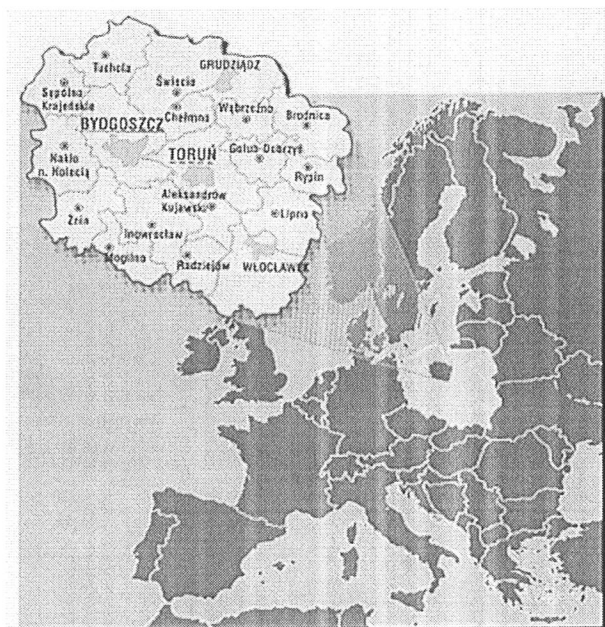 Tuchola
GRUDZIĄDZ
Sępólno
Krajeńskie
Świecie
Chełmno
Wąbrzeźno
Brodnica
BYDGOSZCZ
TORUŃ
Golub-Dobrzyń
Nakło
n. Notecią
Rypin
Aleksandrów
Kujawski
Żnin
Lipno
Inowrocław
Mogilno
Radziejów
WŁOCŁAWEK